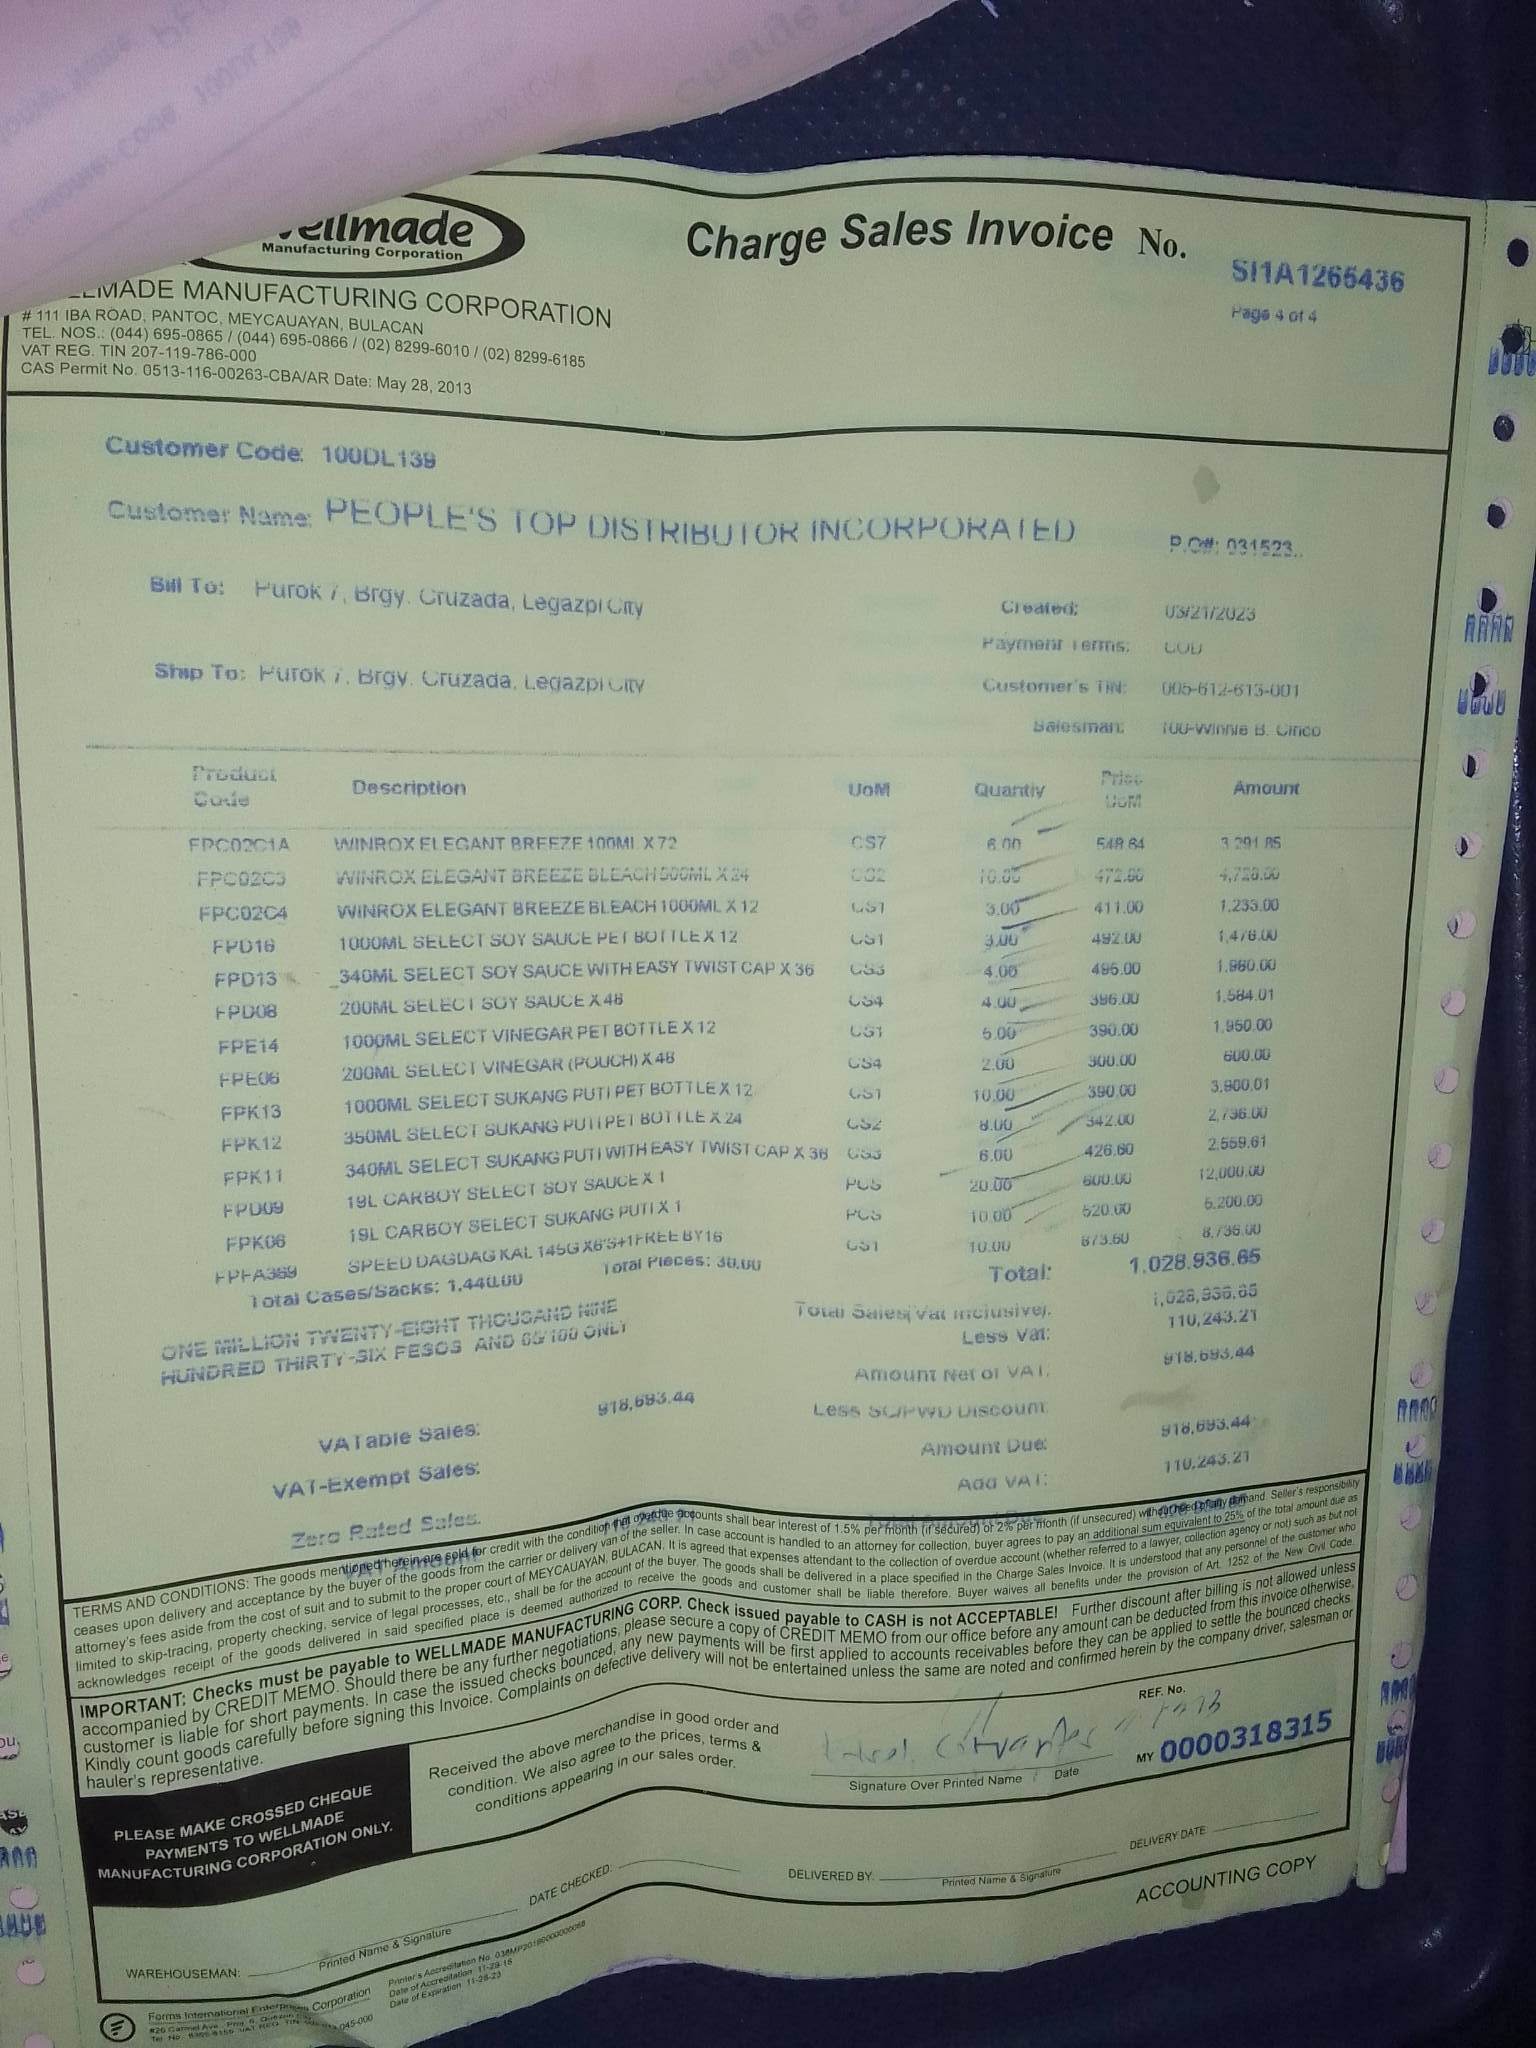 Wellmade
Manufacturing Corporation
Charge Sales Invoice No.
SI1A1265436
Page 4 of 4
WELLMADE MANUFACTURING CORPORATION
# 111 IBA ROAD, PANTOC, MEYCAUAYAN, BULACAN
TEL. NOS.: (044) 695-0865 / (044) 695-0866 / (02) 8299-6010 / (02) 8299-6185
VAT REG. TIN 207-119-786-000
CAS Permit No. 0513-116-00263-CBA/AR Date: May 28, 2013
Customer Code: 100DL139
Customer Name: PEOPLE'S TOP DISTRIBUTOR INCORPORATED
P.O#: 031523..
Bill To: Purok 7, Brgy. Cruzada, Legazpi City
Created: 03/21/2023
Payment Terms: COD
Ship To: Purok 7, Brgy. Cruzada, Legazpi City
Customer's TIN: 005-612-613-001
Salesman: 100-Winnie B. Cirico
Product Code Description UoM Quantiy Price UoM Amount
FPC02C1A WINROX ELEGANT BREEZE 100ML X 72 CS7 6.00 548.64 3,291.85
FPC02C3 WINROX ELEGANT BREEZE BLEACH 500ML X 24 CS2 10.00 472.80 4,728.00
FPC02C4 WINROX ELEGANT BREEZE BLEACH 1000ML X 12 CS1 3.00 411.00 1,233.00
FPD16 1000ML SELECT SOY SAUCE PET BOTTLE X 12 CS1 3.00 492.00 1,476.00
FPD13 340ML SELECT SOY SAUCE WITH EASY TWIST CAP X 36 CS3 4.00 495.00 1,980.00
FPD08 200ML SELECT SOY SAUCE X 48 CS4 4.00 396.00 1,584.01
FPE14 1000ML SELECT VINEGAR PET BOTTLE X 12 CS1 5.00 390.00 1,950.00
FPE06 200ML SELECT VINEGAR (POUCH) X 48 CS4 2.00 300.00 600.00
FPK13 1000ML SELECT SUKANG PUTI PET BOTTLE X 12 CS1 10.00 390.00 3,900.01
FPK12 350ML SELECT SUKANG PUTI PET BOTTLE X 24 CS2 8.00 342.00 2,736.00
FPK11 340ML SELECT SUKANG PUTI WITH EASY TWIST CAP X 36 CS3 6.00 426.60 2,559.61
FPD09 19L CARBOY SELECT SOY SAUCE X 1 PCS 20.00 600.00 12,000.00
FPK06 19L CARBOY SELECT SUKANG PUTI X 1 PCS 10.00 520.00 5,200.00
FPFA369 SPEED DAGDAG KAL 145G X6'S+1FREE BY16 CS1 10.00 873.60 8,736.00
Total Cases/Sacks: 1,440.00 Total Pieces: 30.00 Total: 1,028,936.65
ONE MILLION TWENTY-EIGHT THOUSAND NINE
HUNDRED THIRTY-SIX PESOS AND 65/100 ONLY
Total Sales(Vat Inclusive): 1,028,936.65
Less Vat: 110,243.21
Amount Net of VAT: 918,693.44
Less SC/PWD Discount:
VATable Sales: 918,693.44
Amount Due: 918,693.44
VAT-Exempt Sales:
Add VAT: 110,243.21
Zero Rated Sales:
Total Amount Due
VAT Amount
TERMS AND CONDITIONS: The goods mentioned herein are sold for credit with the condition that overdue accounts shall bear interest of 1.5% per month (if secured) or 2% per month (if unsecured) without need of any demand. Seller's responsibility
ceases upon delivery and acceptance by the buyer of the goods from the carrier or delivery van of the seller. In case account is handled to an attorney for collection, buyer agrees to pay an additional sum equivalent to 25% of the total amount due as
attorney's fees aside from the cost of suit and to submit to the proper court of MEYCAUAYAN, BULACAN. It is agreed that expenses attendant to the collection of overdue account (whether referred to a lawyer, collection agency or not) such as but not
limited to skip-tracing, property checking, service of legal processes, etc., shall be for the account of the buyer. The goods shall be delivered in a place specified in the Charge Sales Invoice. It is understood that any personnel of the customer who
acknowledges receipt of the goods delivered in said specified place is deemed authorized to receive the goods and customer shall be liable therefore. Buyer waives all benefits under the provision of Art. 1252 of the New Civil Code.
IMPORTANT: Checks must be payable to WELLMADE MANUFACTURING CORP. Check issued payable to CASH is not ACCEPTABLE! Further discount after billing is not allowed unless
accompanied by CREDIT MEMO. Should there be any further negotiations, please secure a copy of CREDIT MEMO from our office before any amount can be deducted from this invoice otherwise,
customer is liable for short payments. In case the issued checks bounced, any new payments will be first applied to accounts receivables before they can be applied to settle the bounced checks.
Kindly count goods carefully before signing this Invoice. Complaints on defective delivery will not be entertained unless the same are noted and confirmed herein by the company driver, salesman or
hauler's representative.
PLEASE MAKE CROSSED CHEQUE
PAYMENTS TO WELLMADE
MANUFACTURING CORPORATION ONLY.
Received the above merchandise in good order and
condition. We also agree to the prices, terms &
conditions appearing in our sales order.
Signature Over Printed Name Date
REF. No.
MY 0000318315
WAREHOUSEMAN:
Printed Name & Signature
DATE CHECKED:
DELIVERED BY:
Printed Name & Signature
DELIVERY DATE
ACCOUNTING COPY
Forms International Enterprises Corporation
Printer's Accreditation No. 038MP20180000000068
Date of Accreditation 11-29-18
Date of Expiration 11-28-23